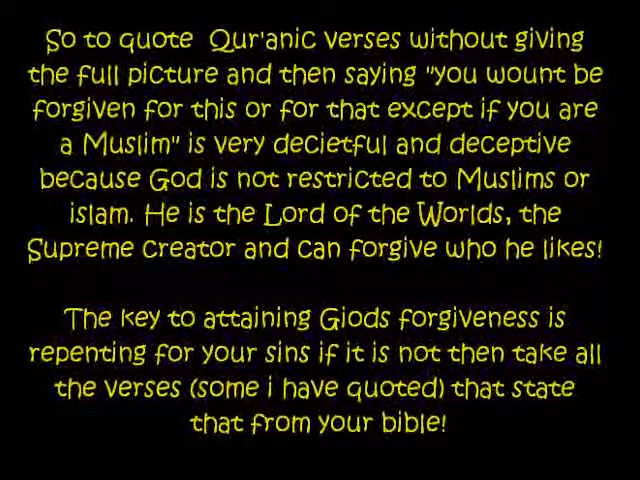 So to quote Qur'anic verses without giving
the full picture and then saying "you wount be
forgiven for this or for that except if you are
a Muslim" is very decietful and deceptive
because God is not restricted to Muslims or
islam. He is the Lord of the Worlds, the
Supreme creator and can forgive who he likes!
The key to attaining Giods forgiveness is
repenting for your sins if it is not then take all
the verses (some i have quoted) that state
that from your bible!